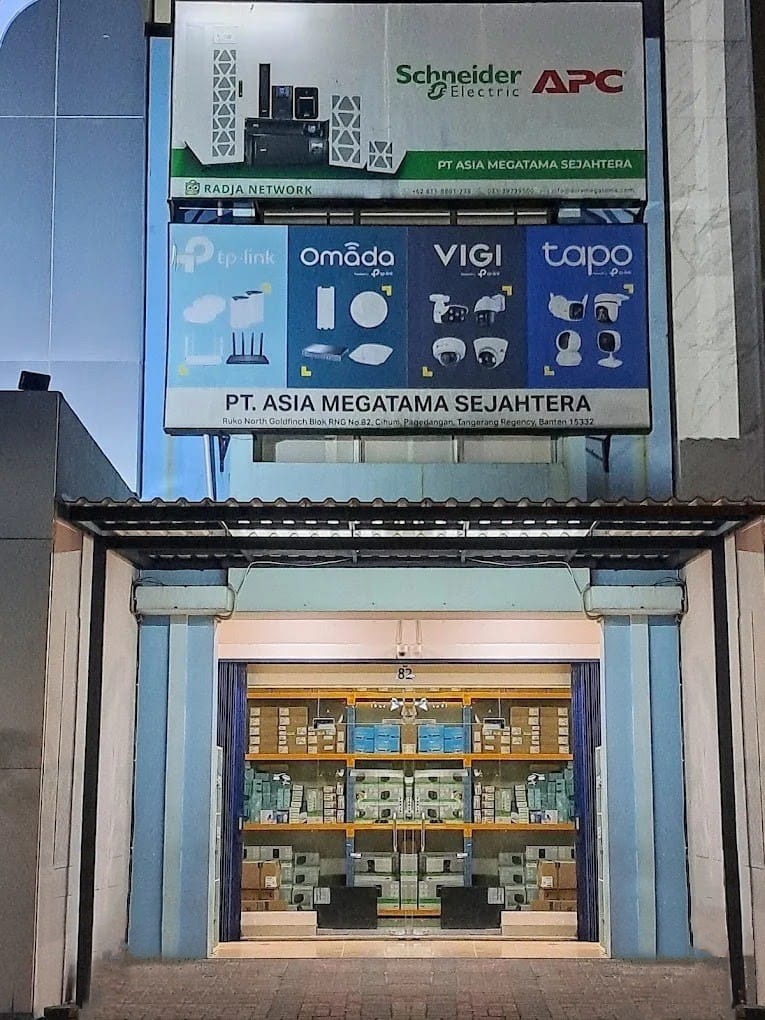 Schneider Electric APC
PT ASIA MEGATAMA SEJAHTERA
RADJA NETWORK
tp-link omada VIGI tapo
PT. ASIA MEGATAMA SEJAHTERA
Ruko North Goldfinch Blok RNG No.82, Cihuni, Pagedangan, Tangerang Regency, Banten 15332
82